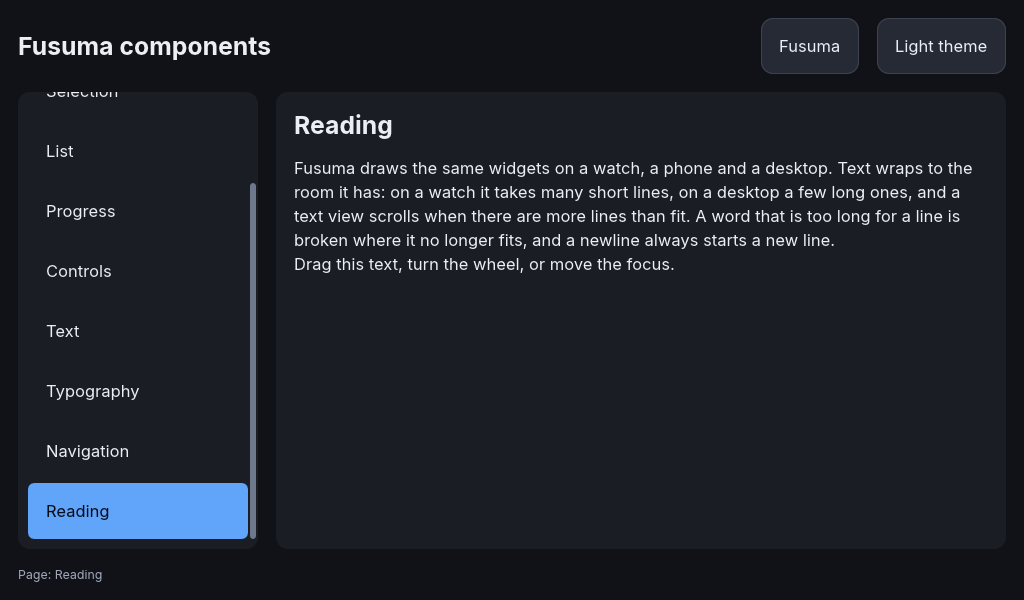 Fusuma components
Fusuma
Light theme
Selection
List
Progress
Controls
Text
Typography
Navigation
Reading
Reading
Fusuma draws the same widgets on a watch, a phone and a desktop. Text wraps to the
room it has: on a watch it takes many short lines, on a desktop a few long ones, and a
text view scrolls when there are more lines than fit. A word that is too long for a line is
broken where it no longer fits, and a newline always starts a new line.
Drag this text, turn the wheel, or move the focus.
Page: Reading